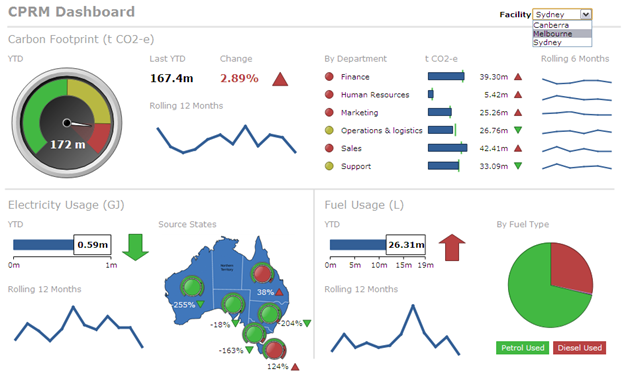 CPRM Dashboard
Facility Sydney
Canberra
Melbourne
Sydney
Carbon Footprint (t CO2-e)
YTD
172 m
Last YTD Change
167.4m 2.89%
Rolling 12 Months
By Department t CO2-e Rolling 6 Months
Finance 39.30m
Human Resources 5.42m
Marketing 25.26m
Operations & logistics 26.76m
Sales 42.41m
Support 33.09m
Electricity Usage (GJ)
YTD
0.59m
0m 1m
Rolling 12 Months
Source States
Northern
Territory
38%
-255%
-18%
-204%
-163%
124%
Fuel Usage (L)
YTD
26.31m
0m 5m 10m 15m 19m
Rolling 12 Months
By Fuel Type
Petrol Used Diesel Used